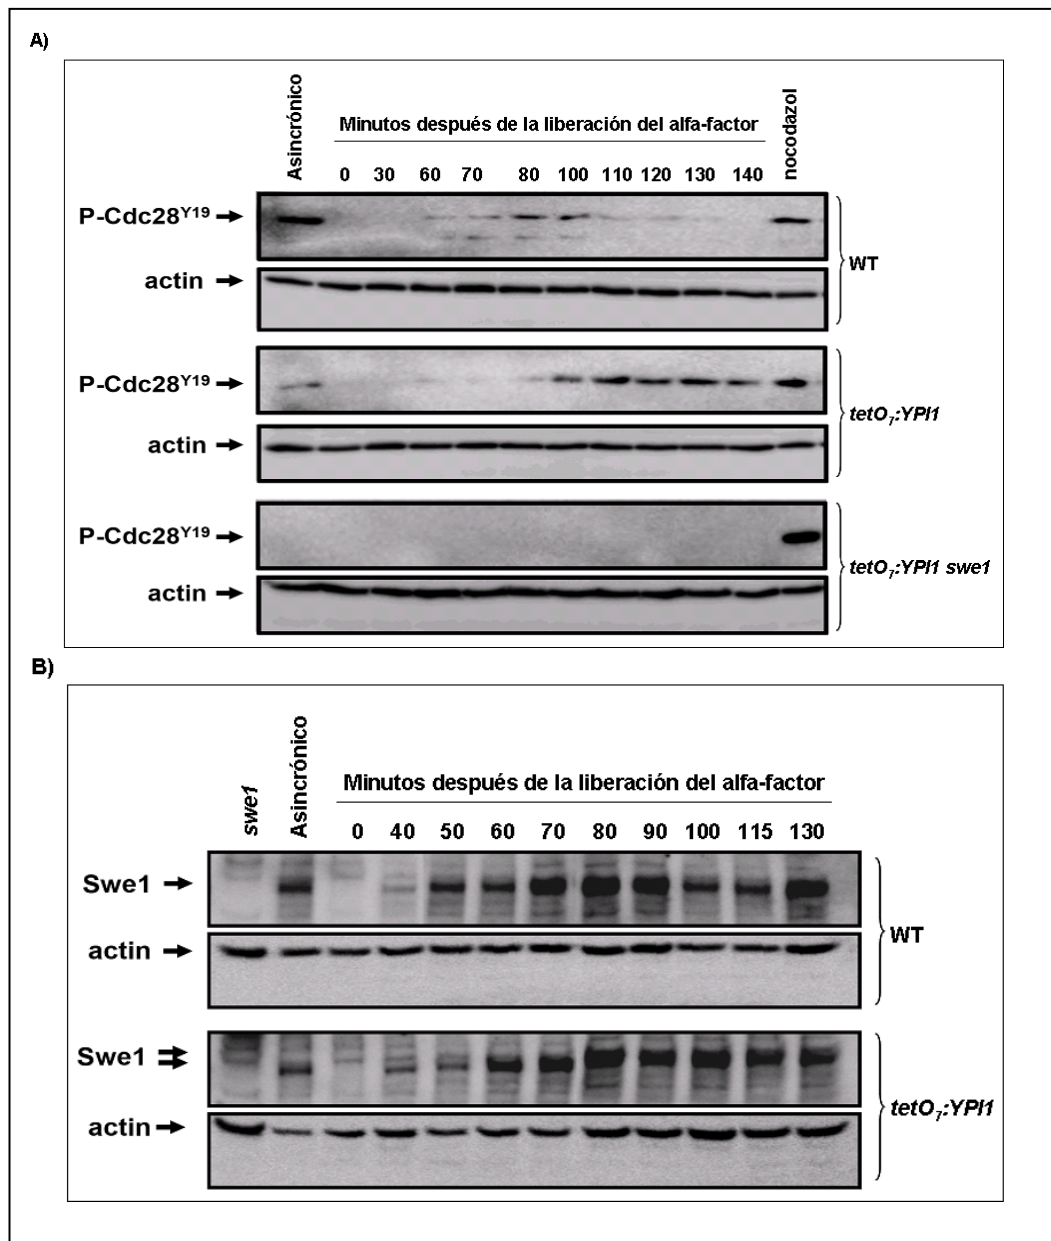 A)
Asincrónico
Minutos después de la liberación del alfa-factor
nocodazol
0 30 60 70 80 100 110 120 130 140
P-Cdc28Y19
WT
actin
P-Cdc28Y19
tetO7:YPI1
actin
P-Cdc28Y19
tetO7:YPI1 swe1
actin
B)
swe1
Asincrónico
Minutos después de la liberación del alfa-factor
0 40 50 60 70 80 90 100 115 130
Swe1
WT
actin
Swe1
tetO7:YPI1
actin